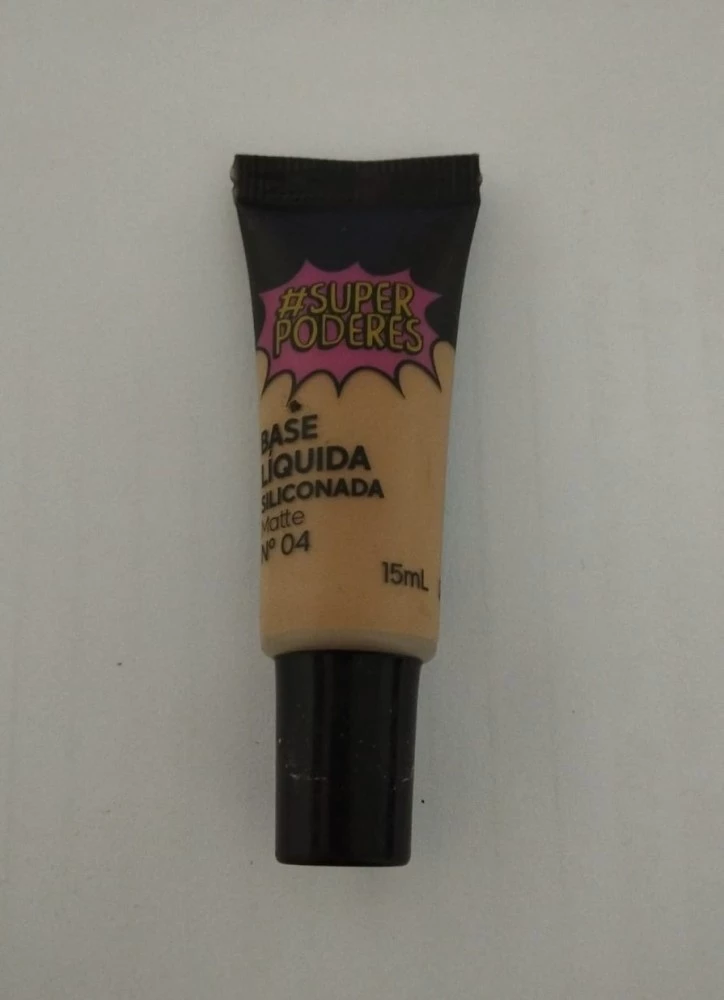 #SUPER
PODERES
BASE
LÍQUIDA
SILICONADA
Matte
Nº 04
15mL